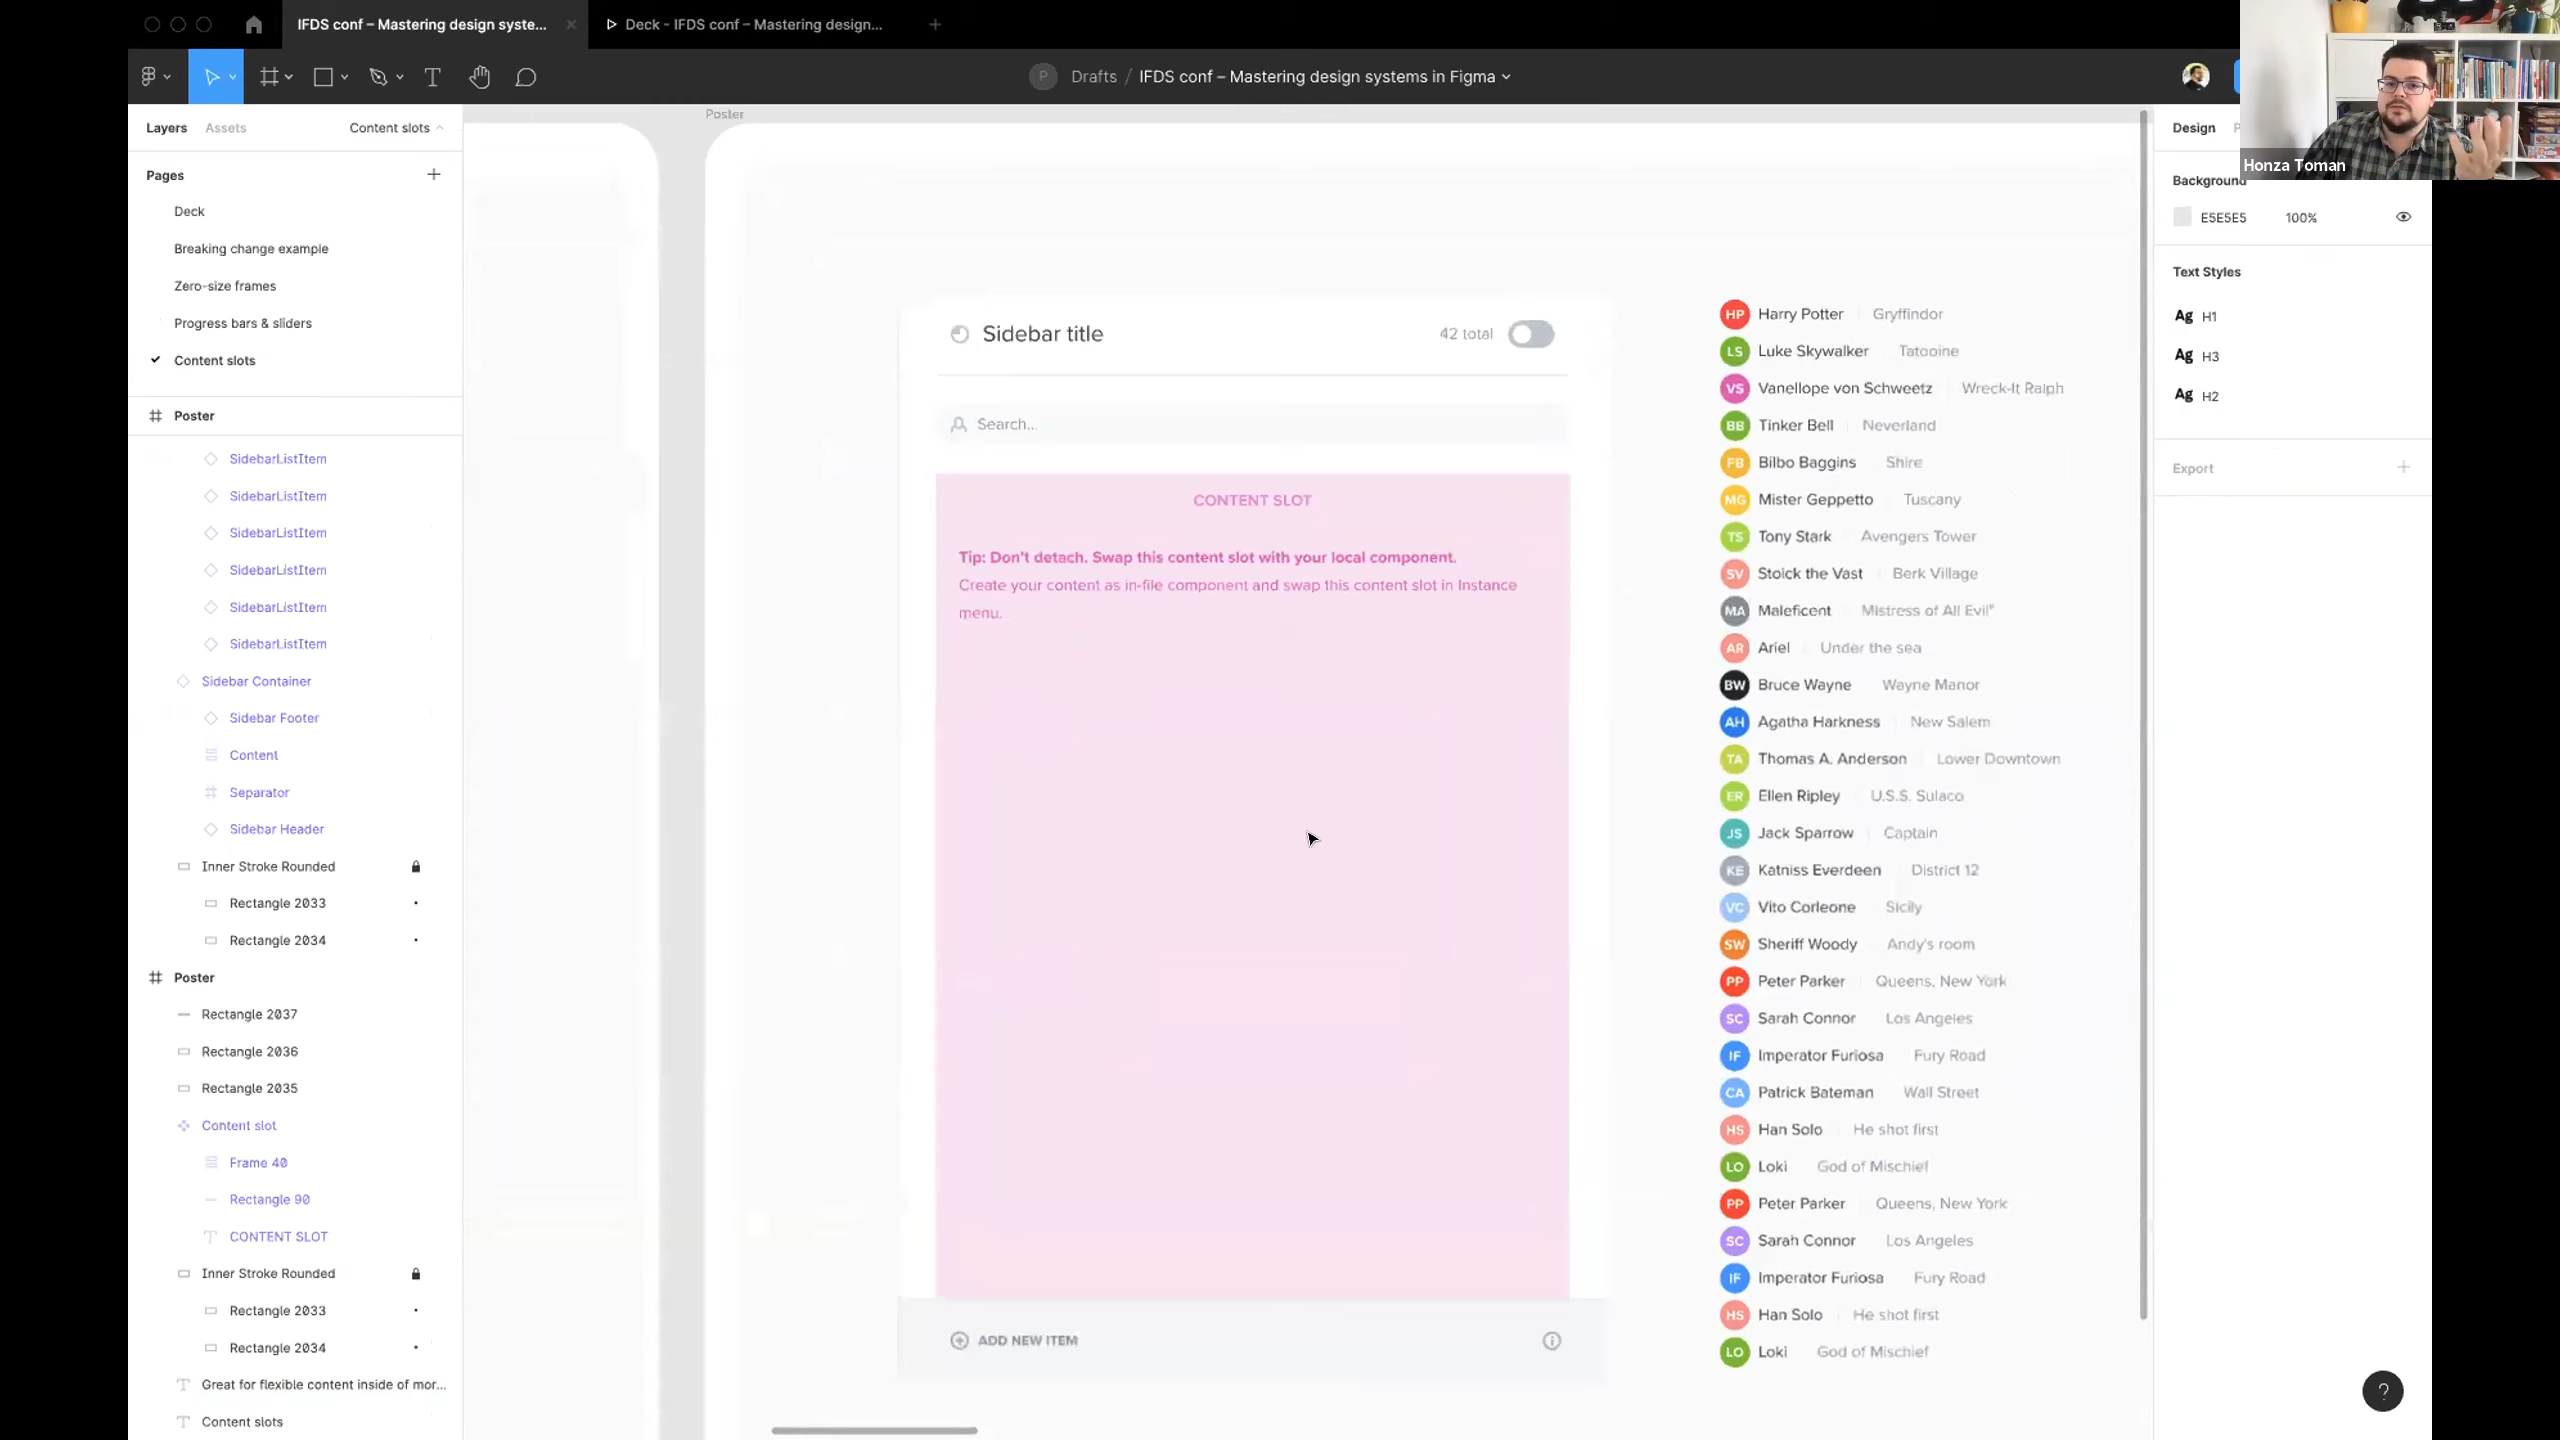 IFDS conf – Mastering design syste...
Deck - IFDS conf – Mastering design...
P
Drafts / IFDS conf – Mastering design systems in Figma
Honza Toman
Layers
Assets
Content slots
Pages
Deck
Breaking change example
Zero-size frames
Progress bars & sliders
Content slots
Poster
SidebarListItem
SidebarListItem
SidebarListItem
SidebarListItem
SidebarListItem
SidebarListItem
Sidebar Container
Sidebar Footer
Content
Separator
Sidebar Header
Inner Stroke Rounded
Rectangle 2033
Rectangle 2034
Poster
Rectangle 2037
Rectangle 2036
Rectangle 2035
Content slot
Frame 40
Rectangle 90
CONTENT SLOT
Inner Stroke Rounded
Rectangle 2033
Rectangle 2034
Great for flexible content inside of mor...
Content slots
Poster
Sidebar title
42 total
Search...
CONTENT SLOT
Tip: Don't detach. Swap this content slot with your local component.
Create your content as in-file component and swap this content slot in Instance
menu.
ADD NEW ITEM
HP Harry Potter Gryffindor
LS Luke Skywalker Tatooine
VS Vanellope von Schweetz Wreck-It Ralph
BB Tinker Bell Neverland
FB Bilbo Baggins Shire
MG Mister Geppetto Tuscany
TS Tony Stark Avengers Tower
SV Stoick the Vast Berk Village
MA Maleficent Mistress of All Evil"
AR Ariel Under the sea
BW Bruce Wayne Wayne Manor
AH Agatha Harkness New Salem
TA Thomas A. Anderson Lower Downtown
ER Ellen Ripley U.S.S. Sulaco
JS Jack Sparrow Captain
KE Katniss Everdeen District 12
VC Vito Corleone Sicily
SW Sheriff Woody Andy's room
PP Peter Parker Queens, New York
SC Sarah Connor Los Angeles
IF Imperator Furiosa Fury Road
CA Patrick Bateman Wall Street
HS Han Solo He shot first
LO Loki God of Mischief
PP Peter Parker Queens, New York
SC Sarah Connor Los Angeles
IF Imperator Furiosa Fury Road
HS Han Solo He shot first
LO Loki God of Mischief
Design
Background
E5E5E5 100%
Text Styles
Ag H1
Ag H3
Ag H2
Export
?